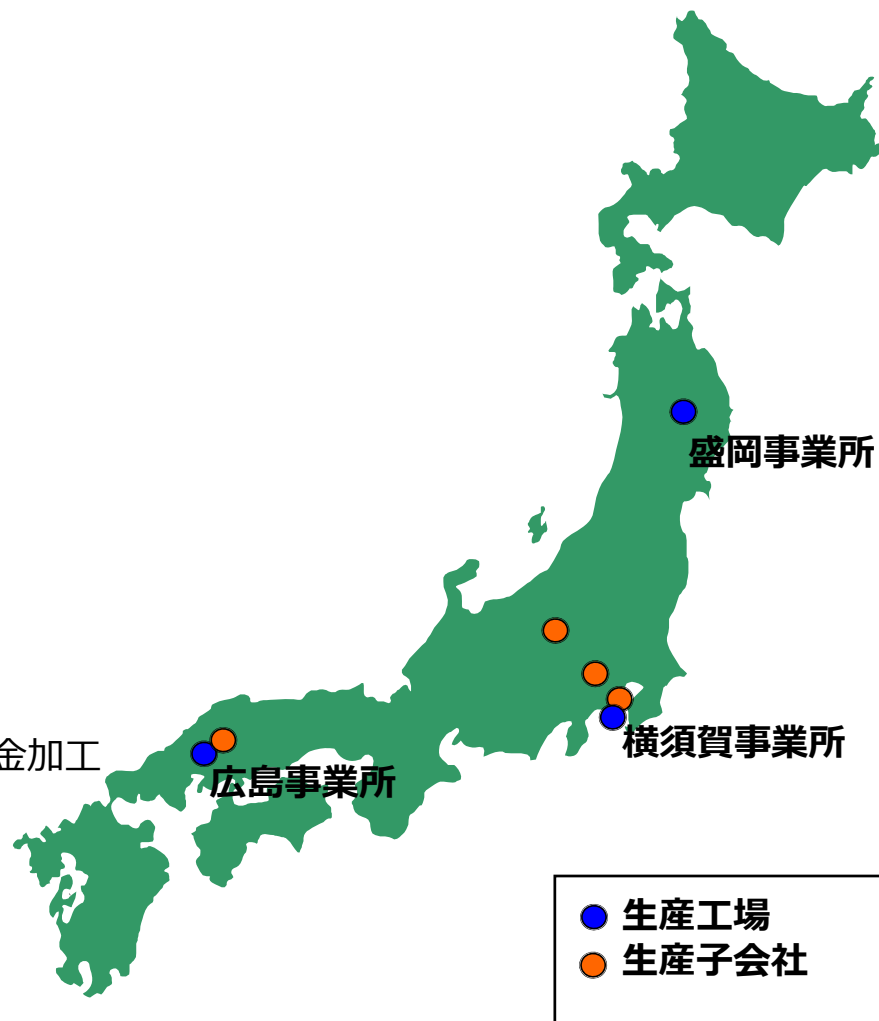 盛岡事業所
横須賀事業所
金加工
広島事業所
生産工場
生産子会社